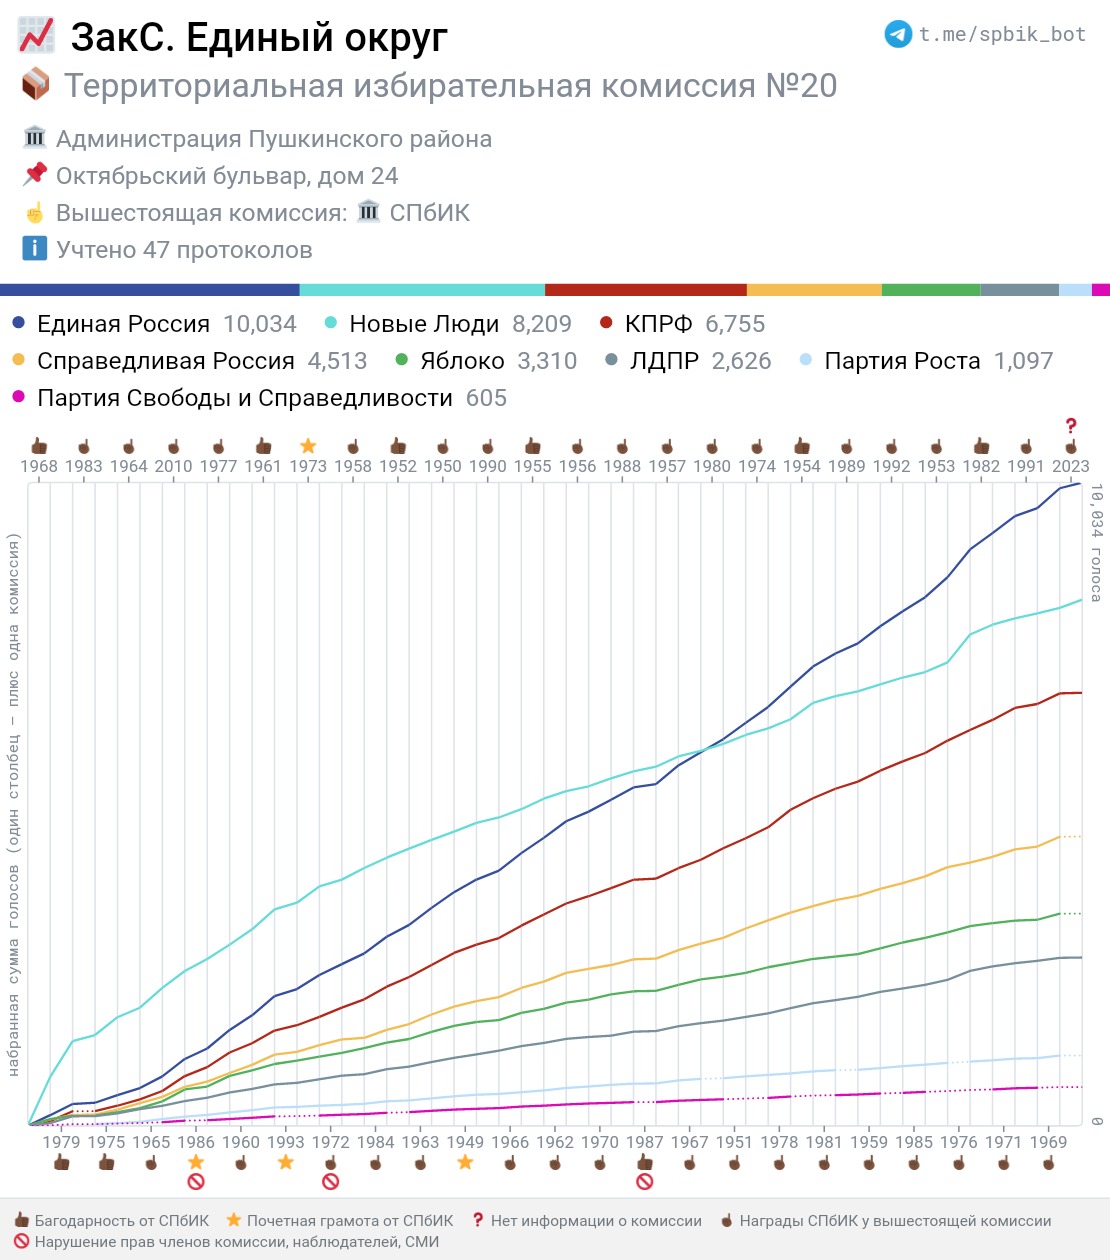 ЗакС. Единый округ
t.me/spbik_bot
Территориальная избирательная комиссия №20
Администрация Пушкинского района
Октябрьский бульвар, дом 24
Вышестоящая комиссия: СПбИК
Учтено 47 протоколов
Единая Россия 10,034 Новые Люди 8,209 КПРФ 6,755
Справедливая Россия 4,513 Яблоко 3,310 ЛДПР 2,626 Партия Роста 1,097
Партия Свободы и Справедливости 605
1968 1983 1964 2010 1977 1961 1973 1958 1952 1950 1990 1955 1956 1988 1957 1980 1974 1954 1989 1992 1953 1982 1991 2023
10,034 голоса
набранная сумма голосов (один столбец — плюс одна комиссия)
0
1979 1975 1965 1986 1960 1993 1972 1984 1963 1949 1966 1962 1970 1987 1967 1951 1978 1981 1959 1985 1976 1971 1969
Багодарность от СПбИК Почетная грамота от СПбИК Нет информации о комиссии Награды СПбИК у вышестоящей комиссии
Нарушение прав членов комиссии, наблюдателей, СМИ